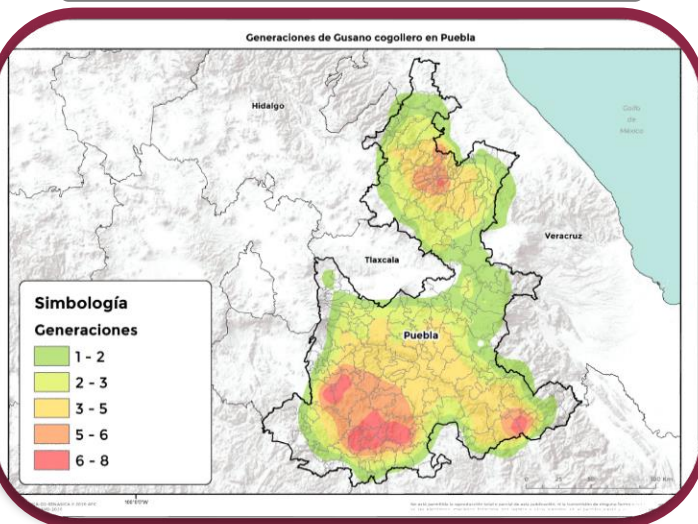 Generaciones de Gusano cogollero en Puebla
Hidalgo
Golfo
de
México
Veracruz
Tlaxcala
Puebla
Simbología
Generaciones
1 - 2
2 - 3
3 - 5
5 - 6
6 - 8